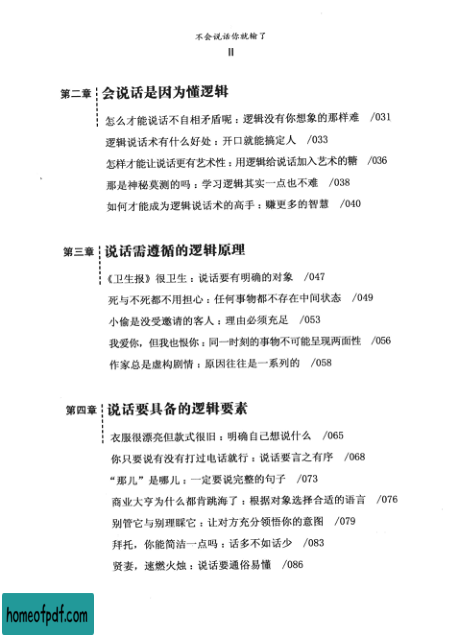 不会说话你就输了
II
第二章 会说话是因为懂逻辑
怎么才能说话不自相矛盾呢：逻辑没有你想象的那样难 /031
逻辑说话术有什么好处：开口就能搞定人 /033
怎样才能让说话更有艺术性：用逻辑给说话加入艺术的糖 /036
那是神秘莫测的吗：学习逻辑其实一点也不难 /038
如何才能成为逻辑说话术的高手：赚更多的智慧 /040
第三章 说话需遵循的逻辑原理
《卫生报》很卫生：说话要有明确的对象 /047
死与不死都不用担心：任何事物都不存在中间状态 /049
小偷是没受邀请的客人：理由必须充足 /053
我爱你，但我也恨你：同一时刻的事物不可能呈现两面性 /056
作家总是虚构剧情：原因往往是一系列的 /058
第四章 说话要具备的逻辑要素
衣服很漂亮但款式很旧：明确自己想说什么 /065
你只要说有没有打过电话就行：说话要言之有序 /068
“那儿”是哪儿：一定要说完整的句子 /073
商业大亨为什么都肯跳海了：根据对象选择合适的语言 /076
别管它与别理睬它：让对方充分领悟你的意图 /079
拜托，你能简洁一点吗：话多不如话少 /083
贤妻，速燃火烛：说话要通俗易懂 /086
homeofpdf.com